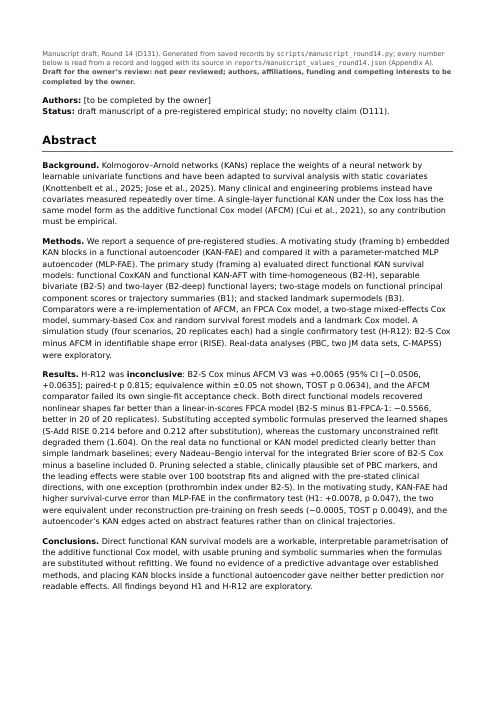 Manuscript draft, Round 14 (D131). Generated from saved records by scripts/manuscript_round14.py; every number
below is read from a record and logged with its source in reports/manuscript_values_round14.json (Appendix A).
Draft for the owner's review: not peer reviewed; authors, affiliations, funding and competing interests to be
completed by the owner.
Authors: [to be completed by the owner]
Status: draft manuscript of a pre-registered empirical study; no novelty claim (D111).
Abstract
Background. Kolmogorov–Arnold networks (KANs) replace the weights of a neural network by
learnable univariate functions and have been adapted to survival analysis with static covariates
(Knottenbelt et al., 2025; Jose et al., 2025). Many clinical and engineering problems instead have
covariates measured repeatedly over time. A single-layer functional KAN under the Cox loss has the
same model form as the additive functional Cox model (AFCM) (Cui et al., 2021), so any contribution
must be empirical.
Methods. We report a sequence of pre-registered studies. A motivating study (framing b) embedded
KAN blocks in a functional autoencoder (KAN-FAE) and compared it with a parameter-matched MLP
autoencoder (MLP-FAE). The primary study (framing a) evaluated direct functional KAN survival
models: functional CoxKAN and functional KAN-AFT with time-homogeneous (B2-H), separable
bivariate (B2-S) and two-layer (B2-deep) functional layers; two-stage models on functional principal
component scores or trajectory summaries (B1); and stacked landmark supermodels (B3).
Comparators were a re-implementation of AFCM, an FPCA Cox model, a two-stage mixed-effects Cox
model, summary-based Cox and random survival forest models and a landmark Cox model. A
simulation study (four scenarios, 20 replicates each) had a single confirmatory test (H-R12): B2-S Cox
minus AFCM in identifiable shape error (RISE). Real-data analyses (PBC, two JM data sets, C-MAPSS)
were exploratory.
Results. H-R12 was inconclusive: B2-S Cox minus AFCM V3 was +0.0065 (95% CI [−0.0506,
+0.0635]; paired-t p 0.815; equivalence within ±0.05 not shown, TOST p 0.0634), and the AFCM
comparator failed its own single-fit acceptance check. Both direct functional models recovered
nonlinear shapes far better than a linear-in-scores FPCA model (B2-S minus B1-FPCA-1: −0.5566,
better in 20 of 20 replicates). Substituting accepted symbolic formulas preserved the learned shapes
(S-Add RISE 0.214 before and 0.212 after substitution), whereas the customary unconstrained refit
degraded them (1.604). On the real data no functional or KAN model predicted clearly better than
simple landmark baselines; every Nadeau–Bengio interval for the integrated Brier score of B2-S Cox
minus a baseline included 0. Pruning selected a stable, clinically plausible set of PBC markers, and
the leading effects were stable over 100 bootstrap fits and aligned with the pre-stated clinical
directions, with one exception (prothrombin index under B2-S). In the motivating study, KAN-FAE
had higher survival-curve error than MLP-FAE in the confirmatory test (H1: +0.0078, p 0.047), the two
were equivalent under reconstruction pre-training on fresh seeds (−0.0005, TOST p 0.0049), and the
autoencoder's KAN edges acted on abstract features rather than on clinical trajectories.
Conclusions. Direct functional KAN survival models are a workable, interpretable parametrisation
of the additive functional Cox model, with usable pruning and symbolic summaries when the formulas
are substituted without refitting. We found no evidence of a predictive advantage over established
methods, and placing KAN blocks inside a functional autoencoder gave neither better prediction nor
readable effects. All findings beyond H1 and H-R12 are exploratory.